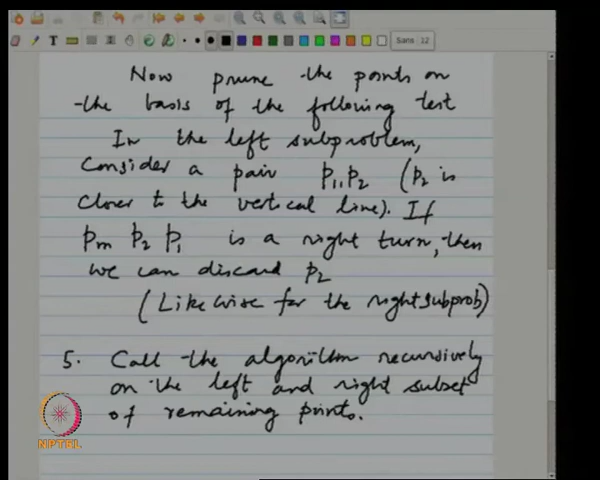 Sans 12
Now prune the points on
the basis of the following test
In the left subproblem,
Consider a pair p₁, p₂ (p₂ is
closer to the vertical line). If
pₘ p₂ p₁ is a right turn, then
we can discard p₂
(Likewise for the right subprob)
5. Call the algorithm recursively
on the left and right subset
of remaining points.
NPTEL